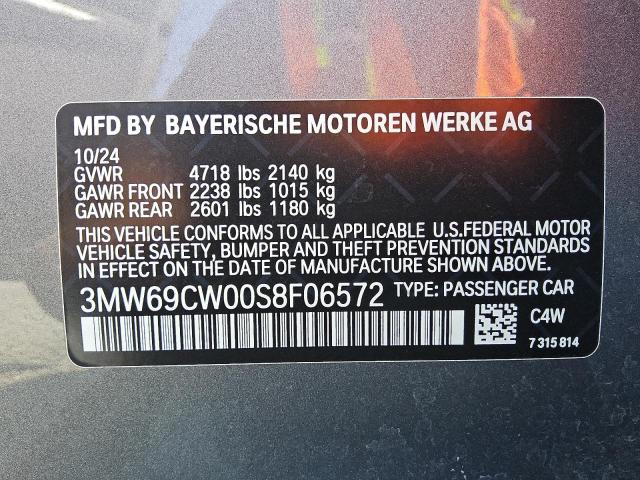 MFD BY BAYERISCHE MOTOREN WERKE AG
10/24
GVWR 4718 lbs 2140 kg
GAWR FRONT 2238 lbs 1015 kg
GAWR REAR 2601 lbs 1180 kg
THIS VEHICLE CONFORMS TO ALL APPLICABLE U.S.FEDERAL MOTOR
VEHICLE SAFETY, BUMPER AND THEFT PREVENTION STANDARDS
IN EFFECT ON THE DATE OF MANUFACTURE SHOWN ABOVE.
3MW69CW00S8F06572 TYPE: PASSENGER CAR
C4W
7 315 814